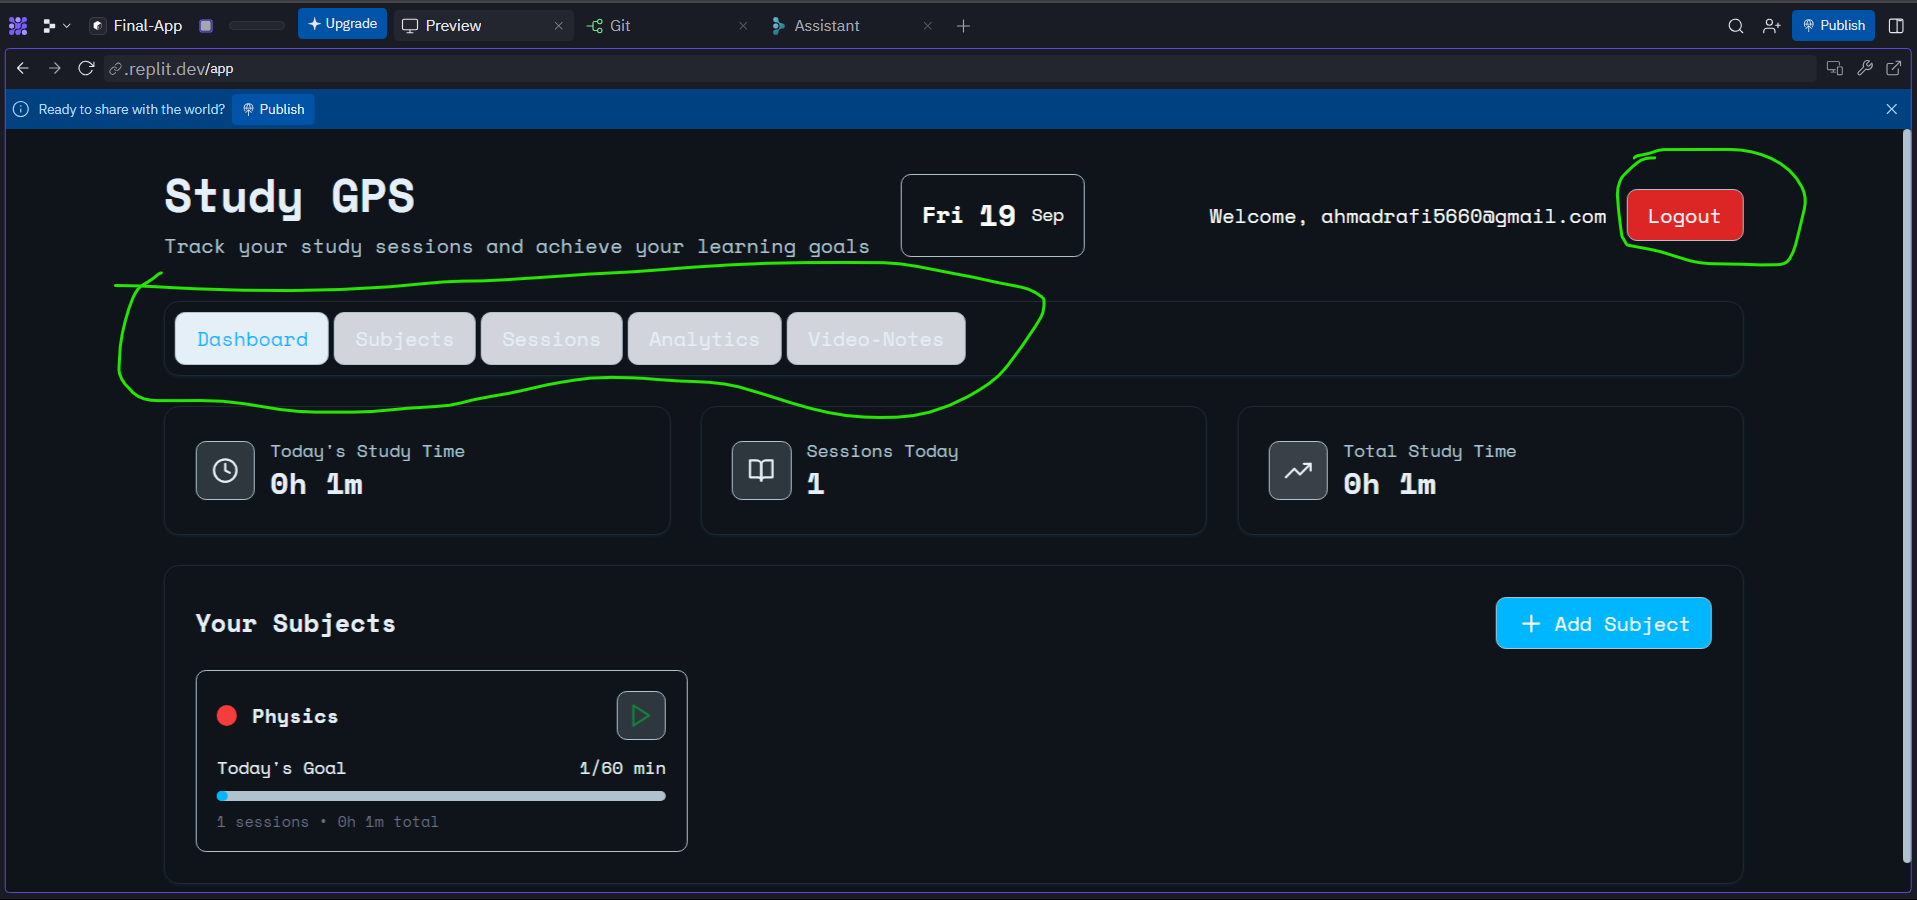 Final-App
Upgrade
Preview
Git
Assistant
Publish
.replit.dev/app
Ready to share with the world?
Publish
Study GPS
Track your study sessions and achieve your learning goals
Fri 19 Sep
Welcome, ahmadrafi5660@gmail.com
Logout
Dashboard
Subjects
Sessions
Analytics
Video-Notes
Today's Study Time
0h 1m
Sessions Today
1
Total Study Time
0h 1m
Your Subjects
Add Subject
Physics
Today's Goal
1/60 min
1 sessions • 0h 1m total